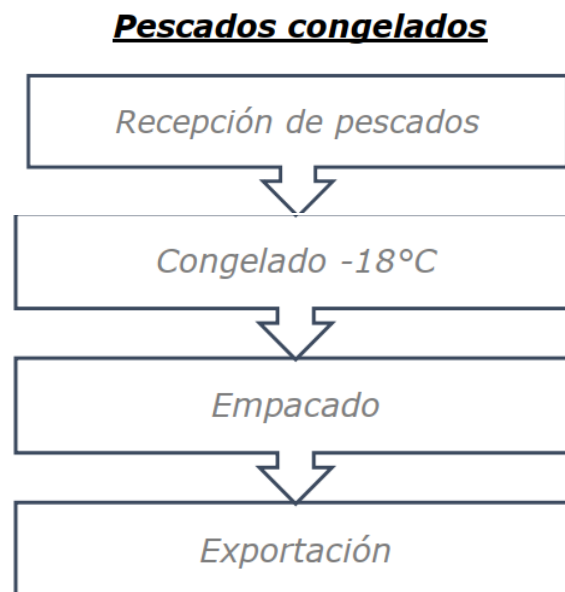 Pescados congelados
Recepción de pescados
Congelado -18°C
Empacado
Exportación